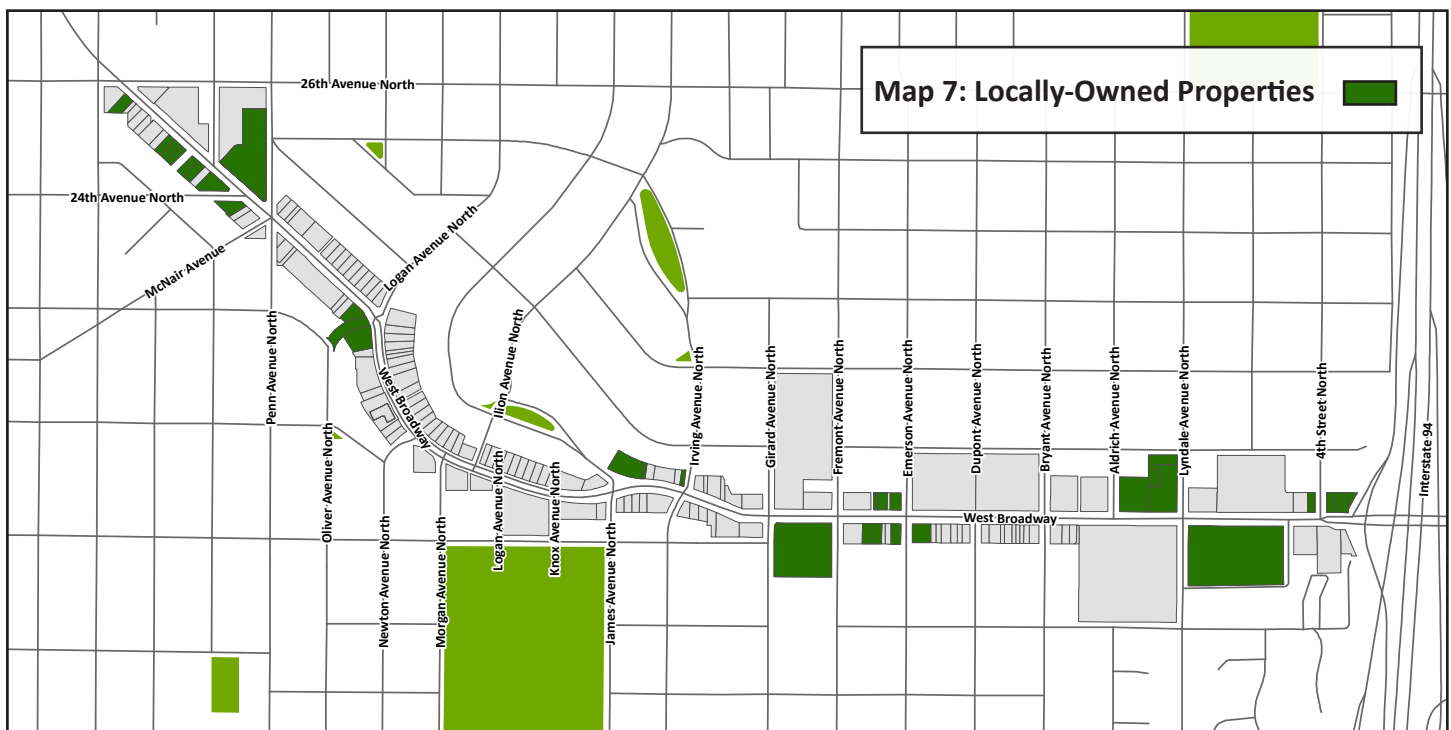 26th Avenue North
Map 7: Locally-Owned Properties
24th Avenue North
McNair Avenue
Logan Avenue North
Penn Avenue North
Oliver Avenue North
West Broadway
Ilion Avenue North
Newton Avenue North
Morgan Avenue North
Logan Avenue North
Knox Avenue North
James Avenue North
Irving Avenue North
Girard Avenue North
Fremont Avenue North
Emerson Avenue North
Dupont Avenue North
Bryant Avenue North
Aldrich Avenue North
Lyndale Avenue North
4th Street North
Interstate 94
West Broadway